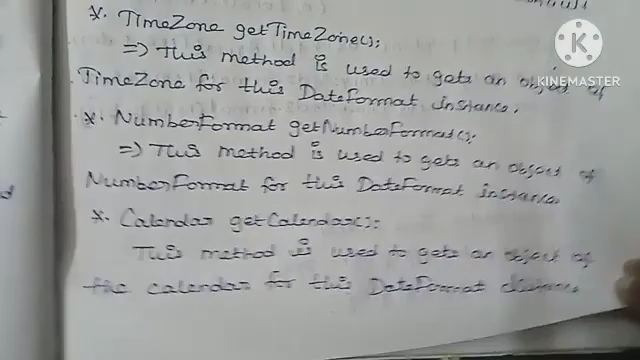 *. TimeZone getTimeZone();
=> This method is used to gets an object of
TimeZone for this DateFormat instance.
*. NumberFormat getNumberFormat();
=> This method is used to gets an object of
NumberFormat for this DateFormat instance.
*. Calendar getCalendar();
This method is used to gets an object of
the calendar for this DateFormat
KINEMASTER